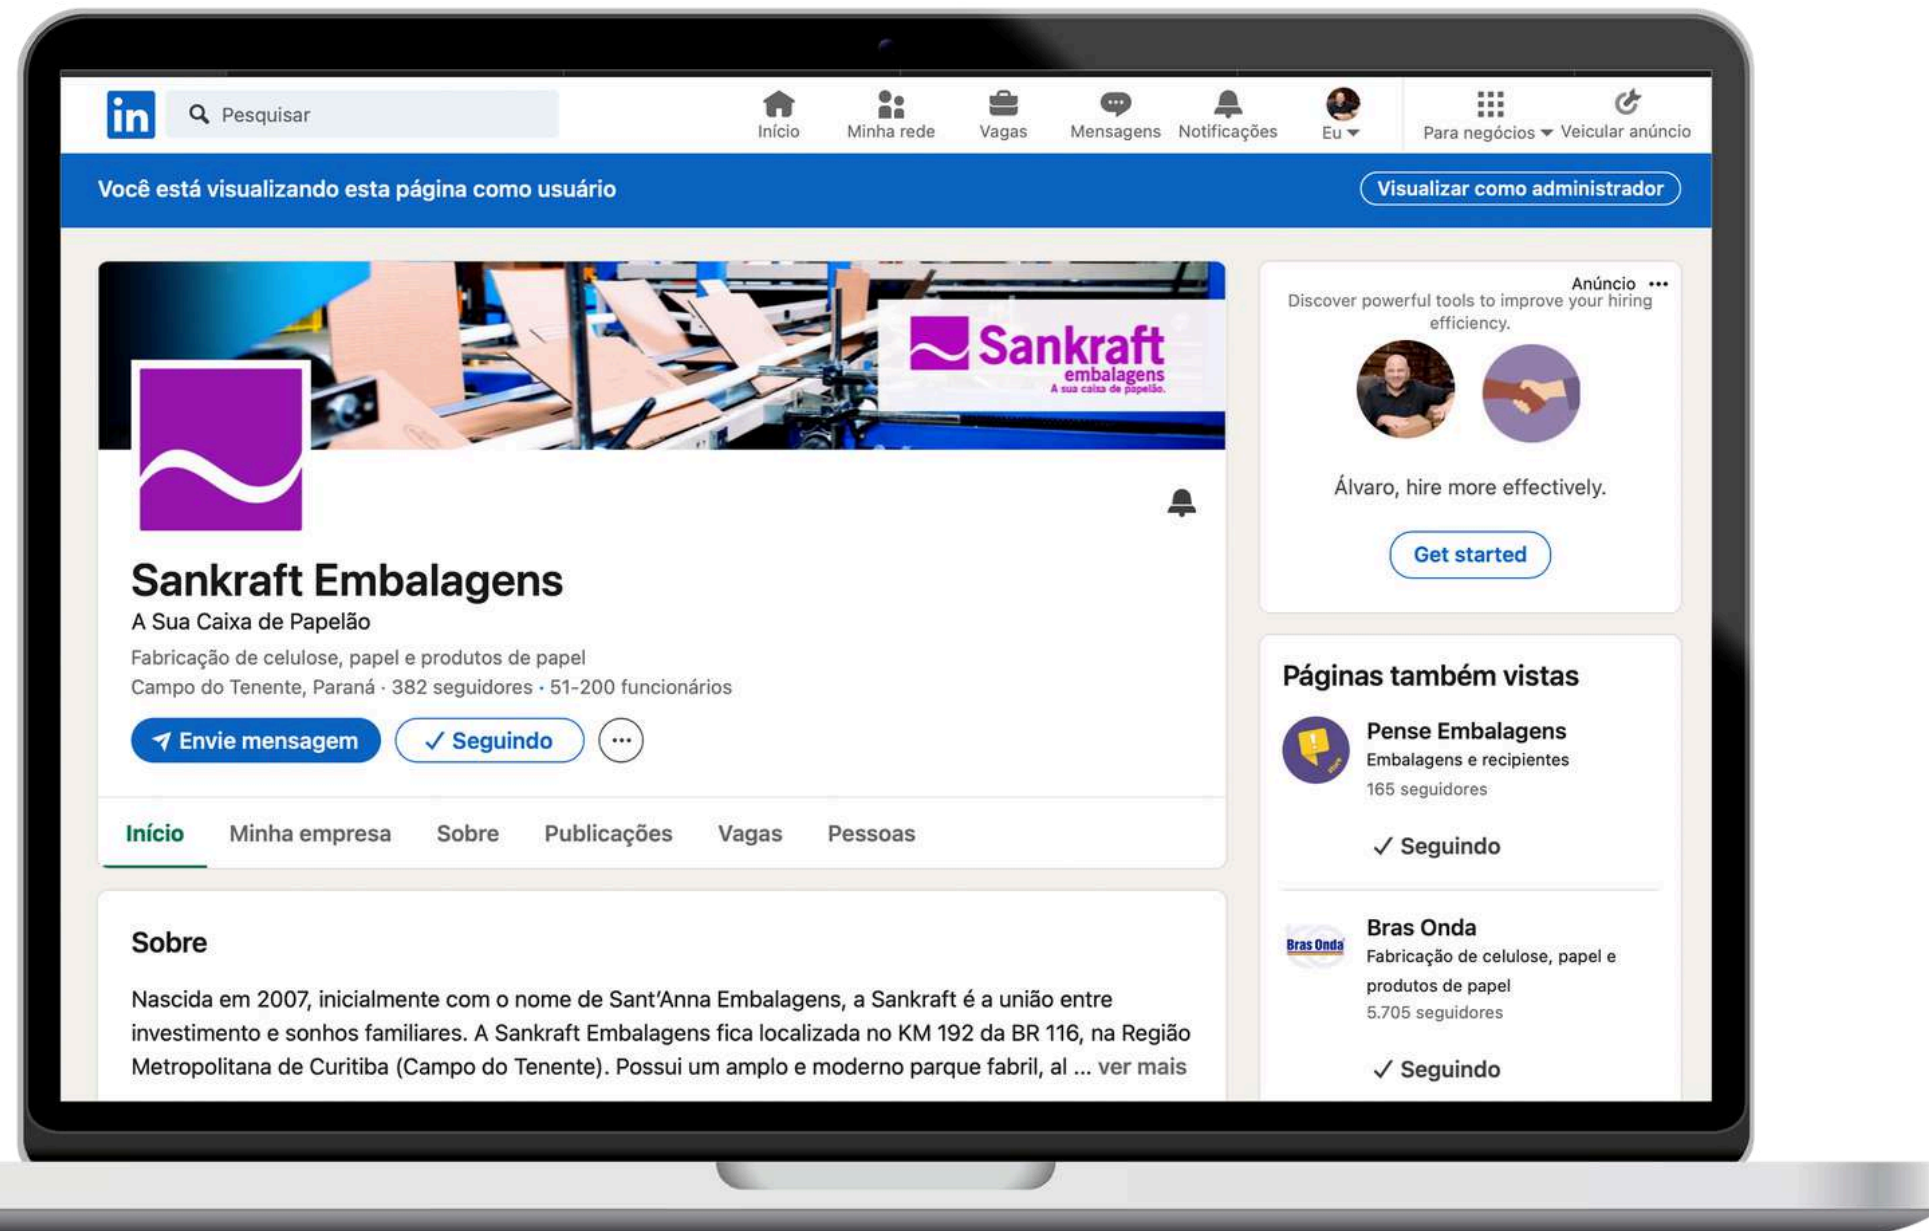 in
Pesquisar
Início
Minha rede
Vagas
Mensagens
Notificações
Eu
Para negócios
Veicular anúncio
Você está visualizando esta página como usuário
Visualizar como administrador
Sankraft
embalagens
A sua caixa de papelão.
Sankraft Embalagens
A Sua Caixa de Papelão
Fabricação de celulose, papel e produtos de papel
Campo do Tenente, Paraná · 382 seguidores · 51-200 funcionários
Envie mensagem
Seguindo
Início
Minha empresa
Sobre
Publicações
Vagas
Pessoas
Sobre
Nascida em 2007, inicialmente com o nome de Sant’Anna Embalagens, a Sankraft é a união entre
investimento e sonhos familiares. A Sankraft Embalagens fica localizada no KM 192 da BR 116, na Região
Metropolitana de Curitiba (Campo do Tenente). Possui um amplo e moderno parque fabril, al ... ver mais
Anúncio
Discover powerful tools to improve your hiring
efficiency.
Álvaro, hire more effectively.
Get started
Páginas também vistas
Pense Embalagens
Embalagens e recipientes
165 seguidores
Seguindo
Bras Onda
Bras Onda
Fabricação de celulose, papel e
produtos de papel
5.705 seguidores
Seguindo